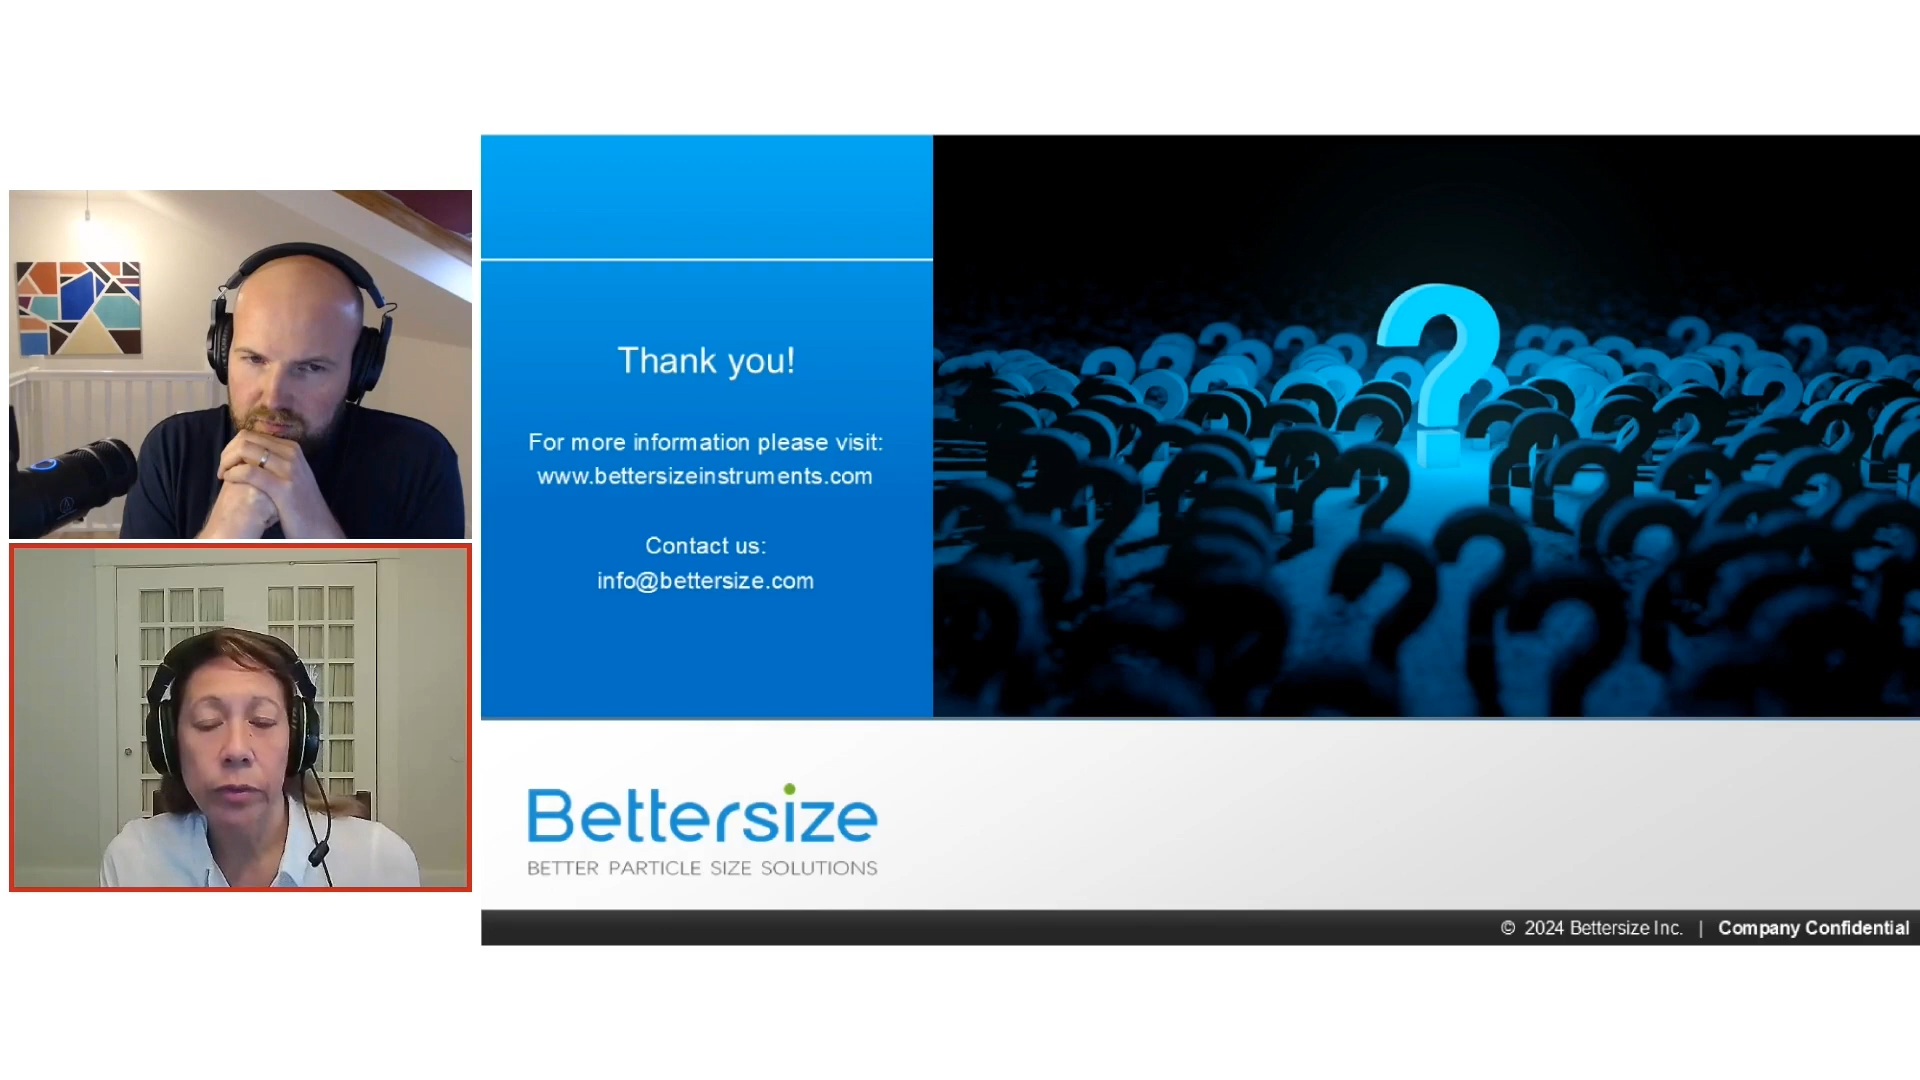 Thank you!
For more information please visit:
www.bettersizeinstruments.com
Contact us:
info@bettersize.com
Bettersize
BETTER PARTICLE SIZE SOLUTIONS
© 2024 Bettersize Inc. | Company Confidential